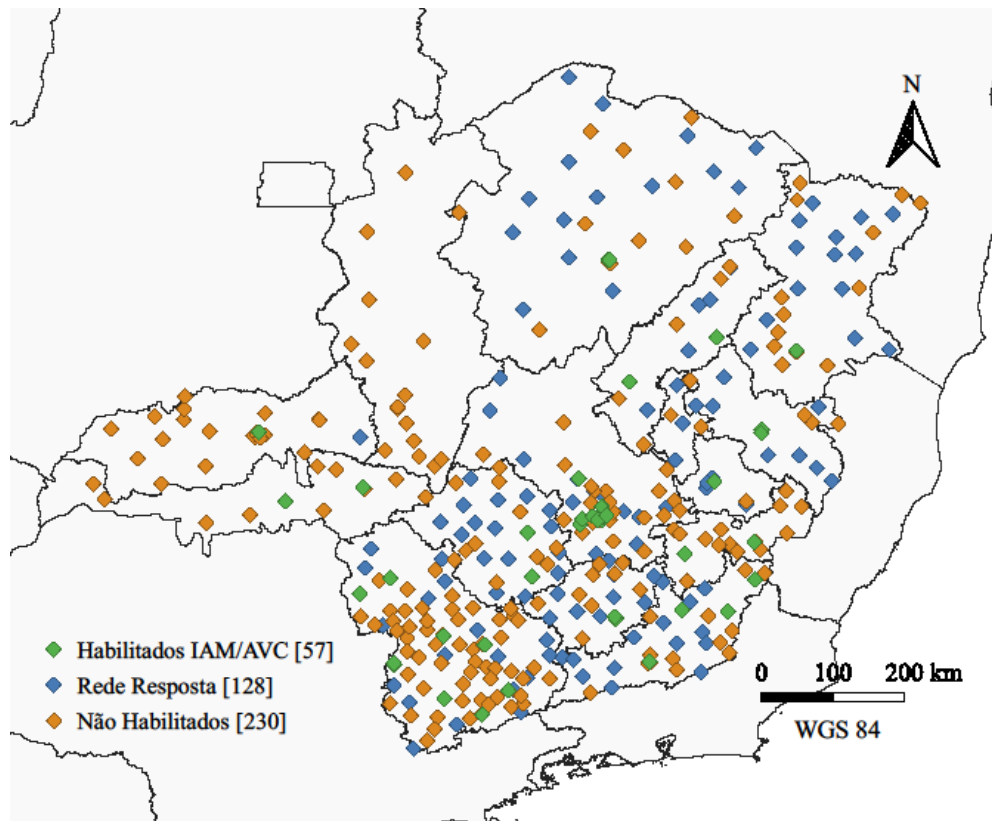 N
Habilitados IAM/AVC [57]
Rede Resposta [128]
Não Habilitados [230]
0 100 200 km
WGS 84